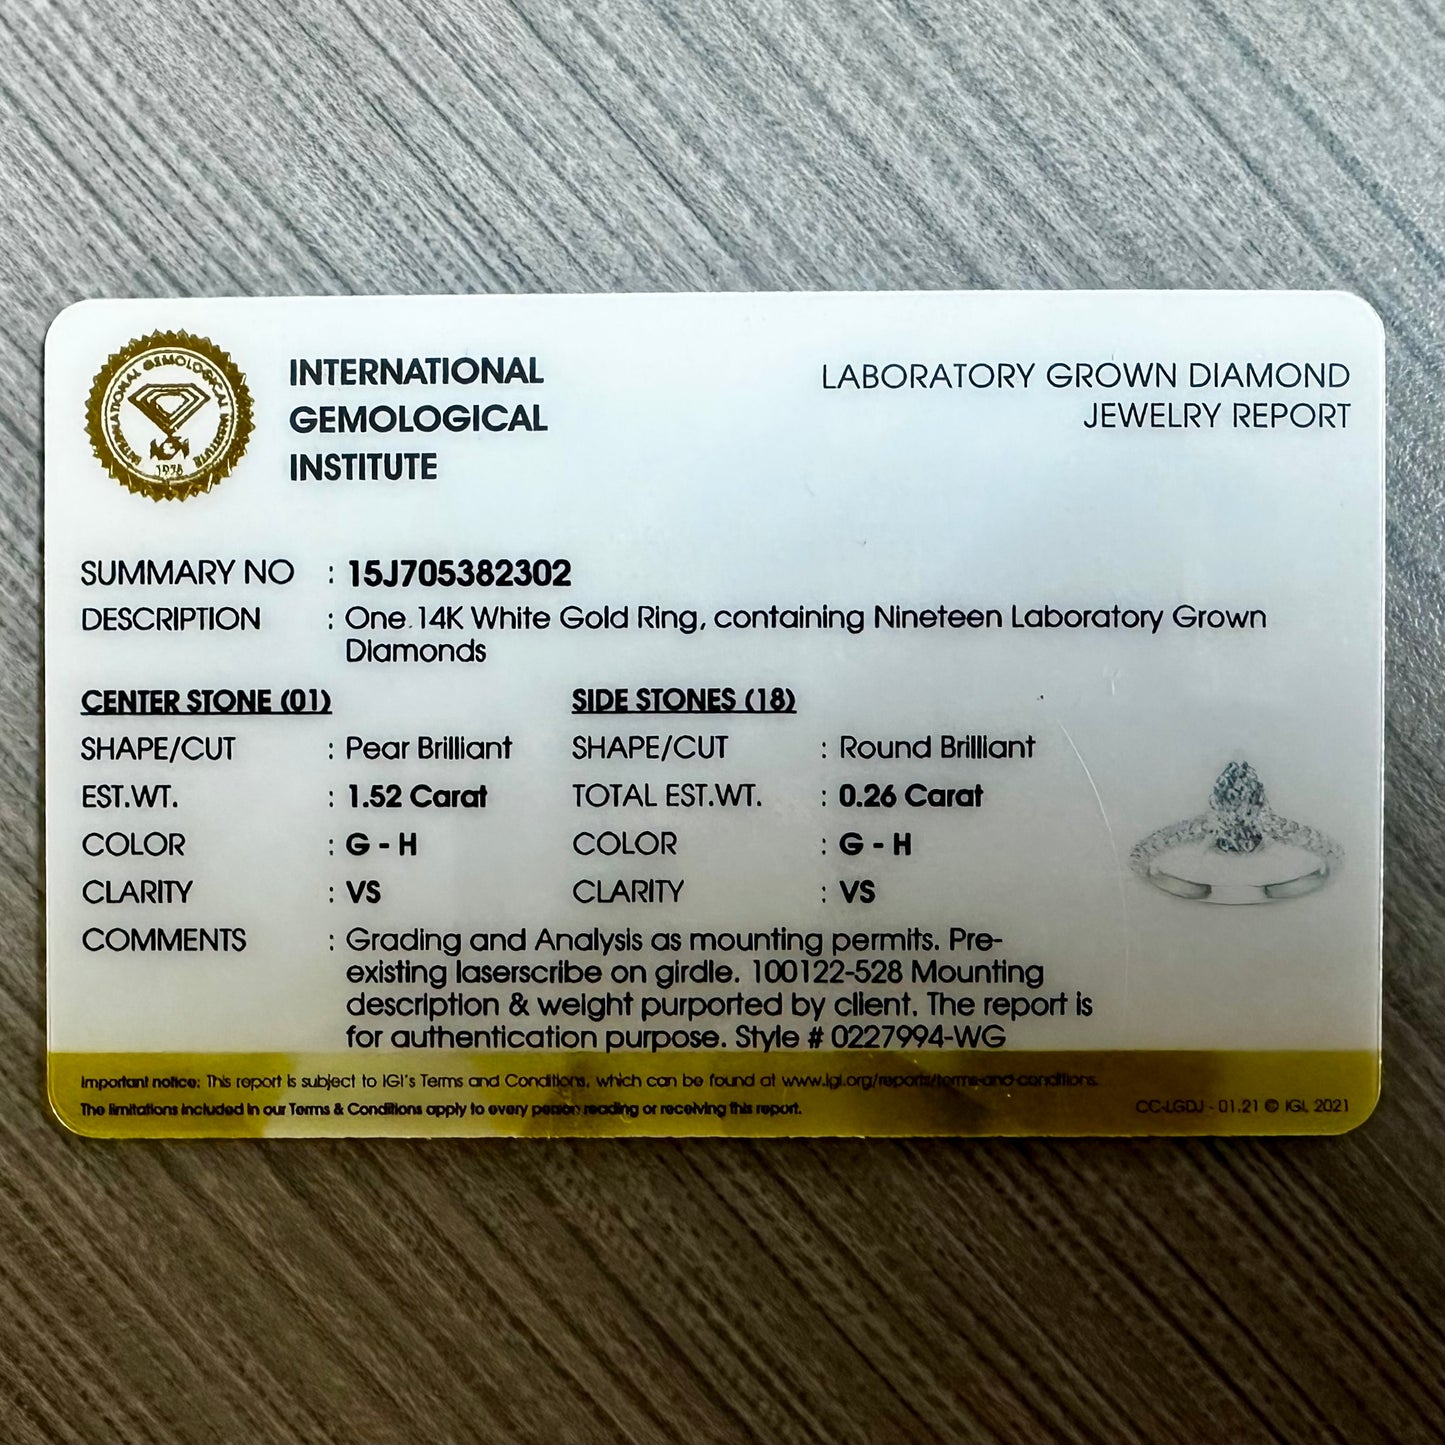 INTERNATIONAL GEMOLOGICAL INSTITUTE
1975
INTERNATIONAL
GEMOLOGICAL
INSTITUTE
LABORATORY GROWN DIAMOND
JEWELRY REPORT
SUMMARY NO : 15J705382302
DESCRIPTION : One 14K White Gold Ring, containing Nineteen Laboratory Grown
Diamonds
CENTER STONE (01)
SHAPE/CUT : Pear Brilliant
EST.WT. : 1.52 Carat
COLOR : G - H
CLARITY : VS
SIDE STONES (18)
SHAPE/CUT : Round Brilliant
TOTAL EST.WT. : 0.26 Carat
COLOR : G - H
CLARITY : VS
COMMENTS : Grading and Analysis as mounting permits. Pre-
existing laserscribe on girdle. 100122-528 Mounting
description & weight purported by client. The report is
for authentication purpose. Style # 0227994-WG
Important notice: This report is subject to IGI's Terms and Conditions, which can be found at www.igi.org/reports/terms-and-conditions.
The limitations included in our Terms & Conditions apply to every person reading or receiving this report.
CC-LGDJ - 01.21 © IGI, 2021